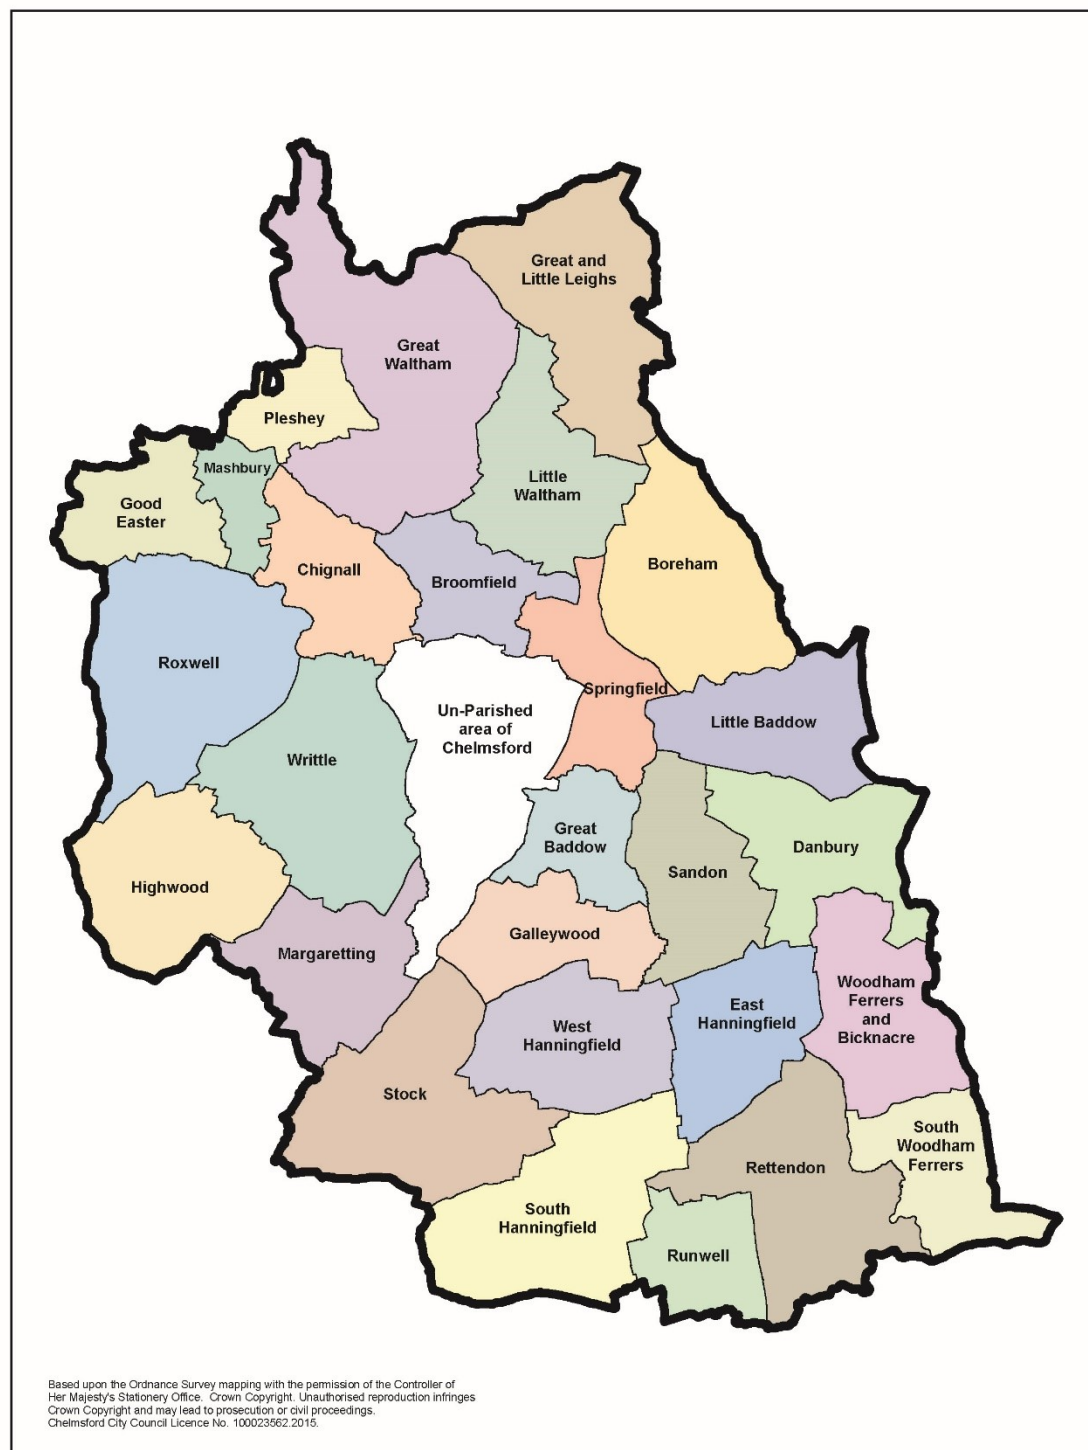 Great and
Little Leighs
Great
Waltham
Pleshey
Mashbury
Little
Waltham
Good
Easter
Chignall
Broomfield
Boreham
Roxwell
Springfield
Un-Parished
area of
Chelmsford
Little Baddow
Writtle
Great
Baddow
Danbury
Sandon
Highwood
Galleywood
Margaretting
Woodham
Ferrers
and
Bicknacre
East
Hanningfield
West
Hanningfield
Stock
South
Woodham
Ferrers
Rettendon
South
Hanningfield
Runwell
Based upon the Ordnance Survey mapping with the permission of the Controller of
Her Majesty's Stationery Office.  Crown Copyright. Unauthorised reproduction infringes
Crown Copyright and may lead to prosecution or civil proceedings.
Chelmsford City Council Licence No. 100023562.2015.